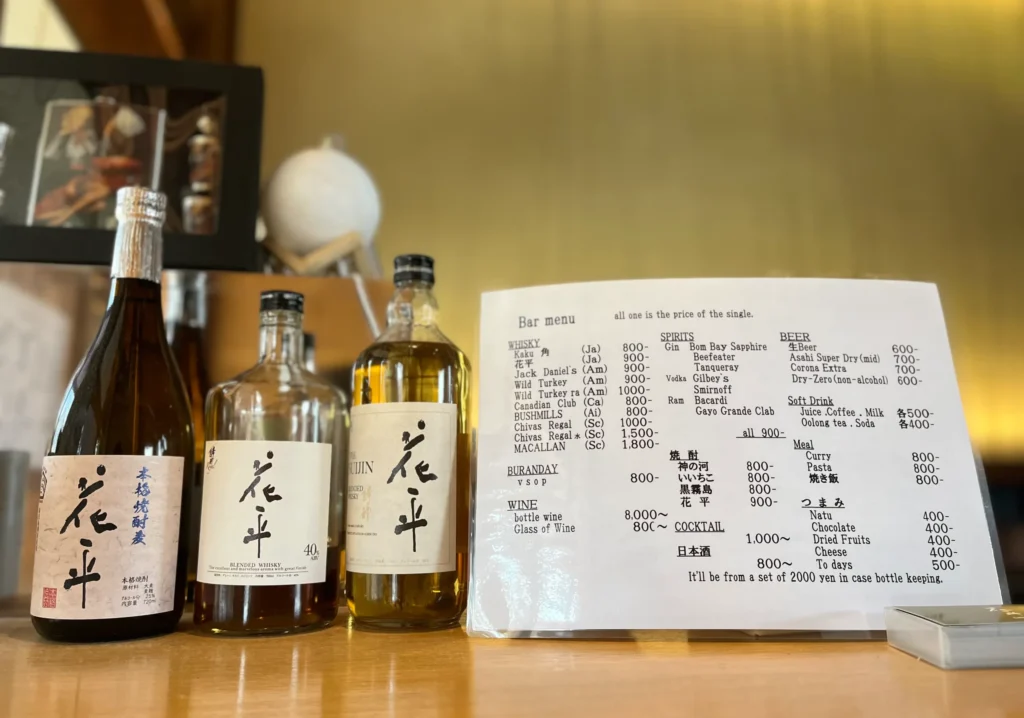 花平
本格焼酎麦
本格焼酎
花平
40%
BLENDED WHISKY
花平
Bar menu all one is the price of the single.
WHISKY
Kaku 角 (Ja) 800-
花平 (Ja) 900-
Jack Daniel's (Am) 900-
Wild Turkey (Am) 900-
Wild Turkey ra (Am) 1000-
Canadian Club (Ca) 800-
BUSHMILLS (Ai) 800-
Chivas Regal (Sc) 1000-
Chivas Regal* (Sc) 1.500-
MACALLAN (Sc) 1,800-
BURANDAY
vsop 800-
WINE
bottle wine 8,000~
Glass of Wine 800~
SPIRITS
Gin Bom Bay Sapphire
Beefeater
Tanqueray
Vodka Gilbey's
Smirnoff
Ram Bacardi
Gayo Grande Clab
all 900-
焼酎
神の河 800-
いいちこ 800-
黒霧島 800-
花平 900-
COCKTAIL
1.000~
日本酒
800~
BEER
生Beer 600-
Asahi Super Dry(mid) 700-
Corona Extra 700-
Dry-Zero(non-alcohol) 600-
Soft Drink
Juice.Coffee.Milk 各500-
Oolong tea.Soda 各400-
Meal
Curry 800-
Pasta 800-
焼き飯 800-
つまみ
Natu 400-
Chocolate 400-
Dried Fruits 400-
Cheese 400-
To days 500-
It'll be from a set of 2000 yen in case bottle keeping.